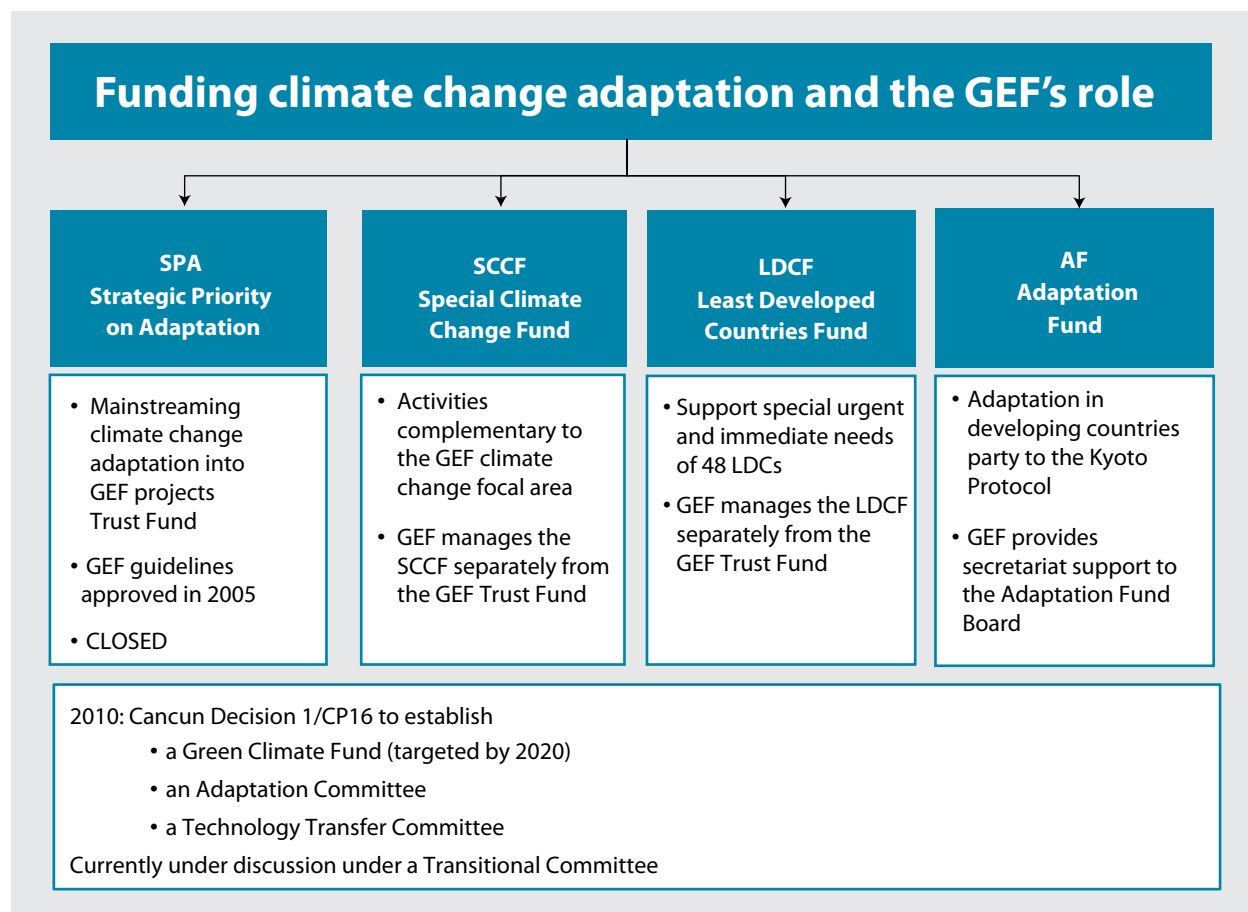 Funding climate change adaptation and the GEF’s role
SPA
Strategic Priority
on Adaptation
• Mainstreaming
climate change
adaptation into
GEF projects
Trust Fund
• GEF guidelines
approved in 2005
• CLOSED
SCCF
Special Climate
Change Fund
• Activities
complementary to
the GEF climate
change focal area
• GEF manages the
SCCF separately from
the GEF Trust Fund
LDCF
Least Developed
Countries Fund
• Support special urgent
and immediate needs
of 48 LDCs
• GEF manages the LDCF
separately from the
GEF Trust Fund
AF
Adaptation
Fund
• Adaptation in
developing countries
party to the Kyoto
Protocol
• GEF provides
secretariat support to
the Adaptation Fund
Board
2010: Cancun Decision 1/CP16 to establish
• a Green Climate Fund (targeted by 2020)
• an Adaptation Committee
• a Technology Transfer Committee
Currently under discussion under a Transitional Committee